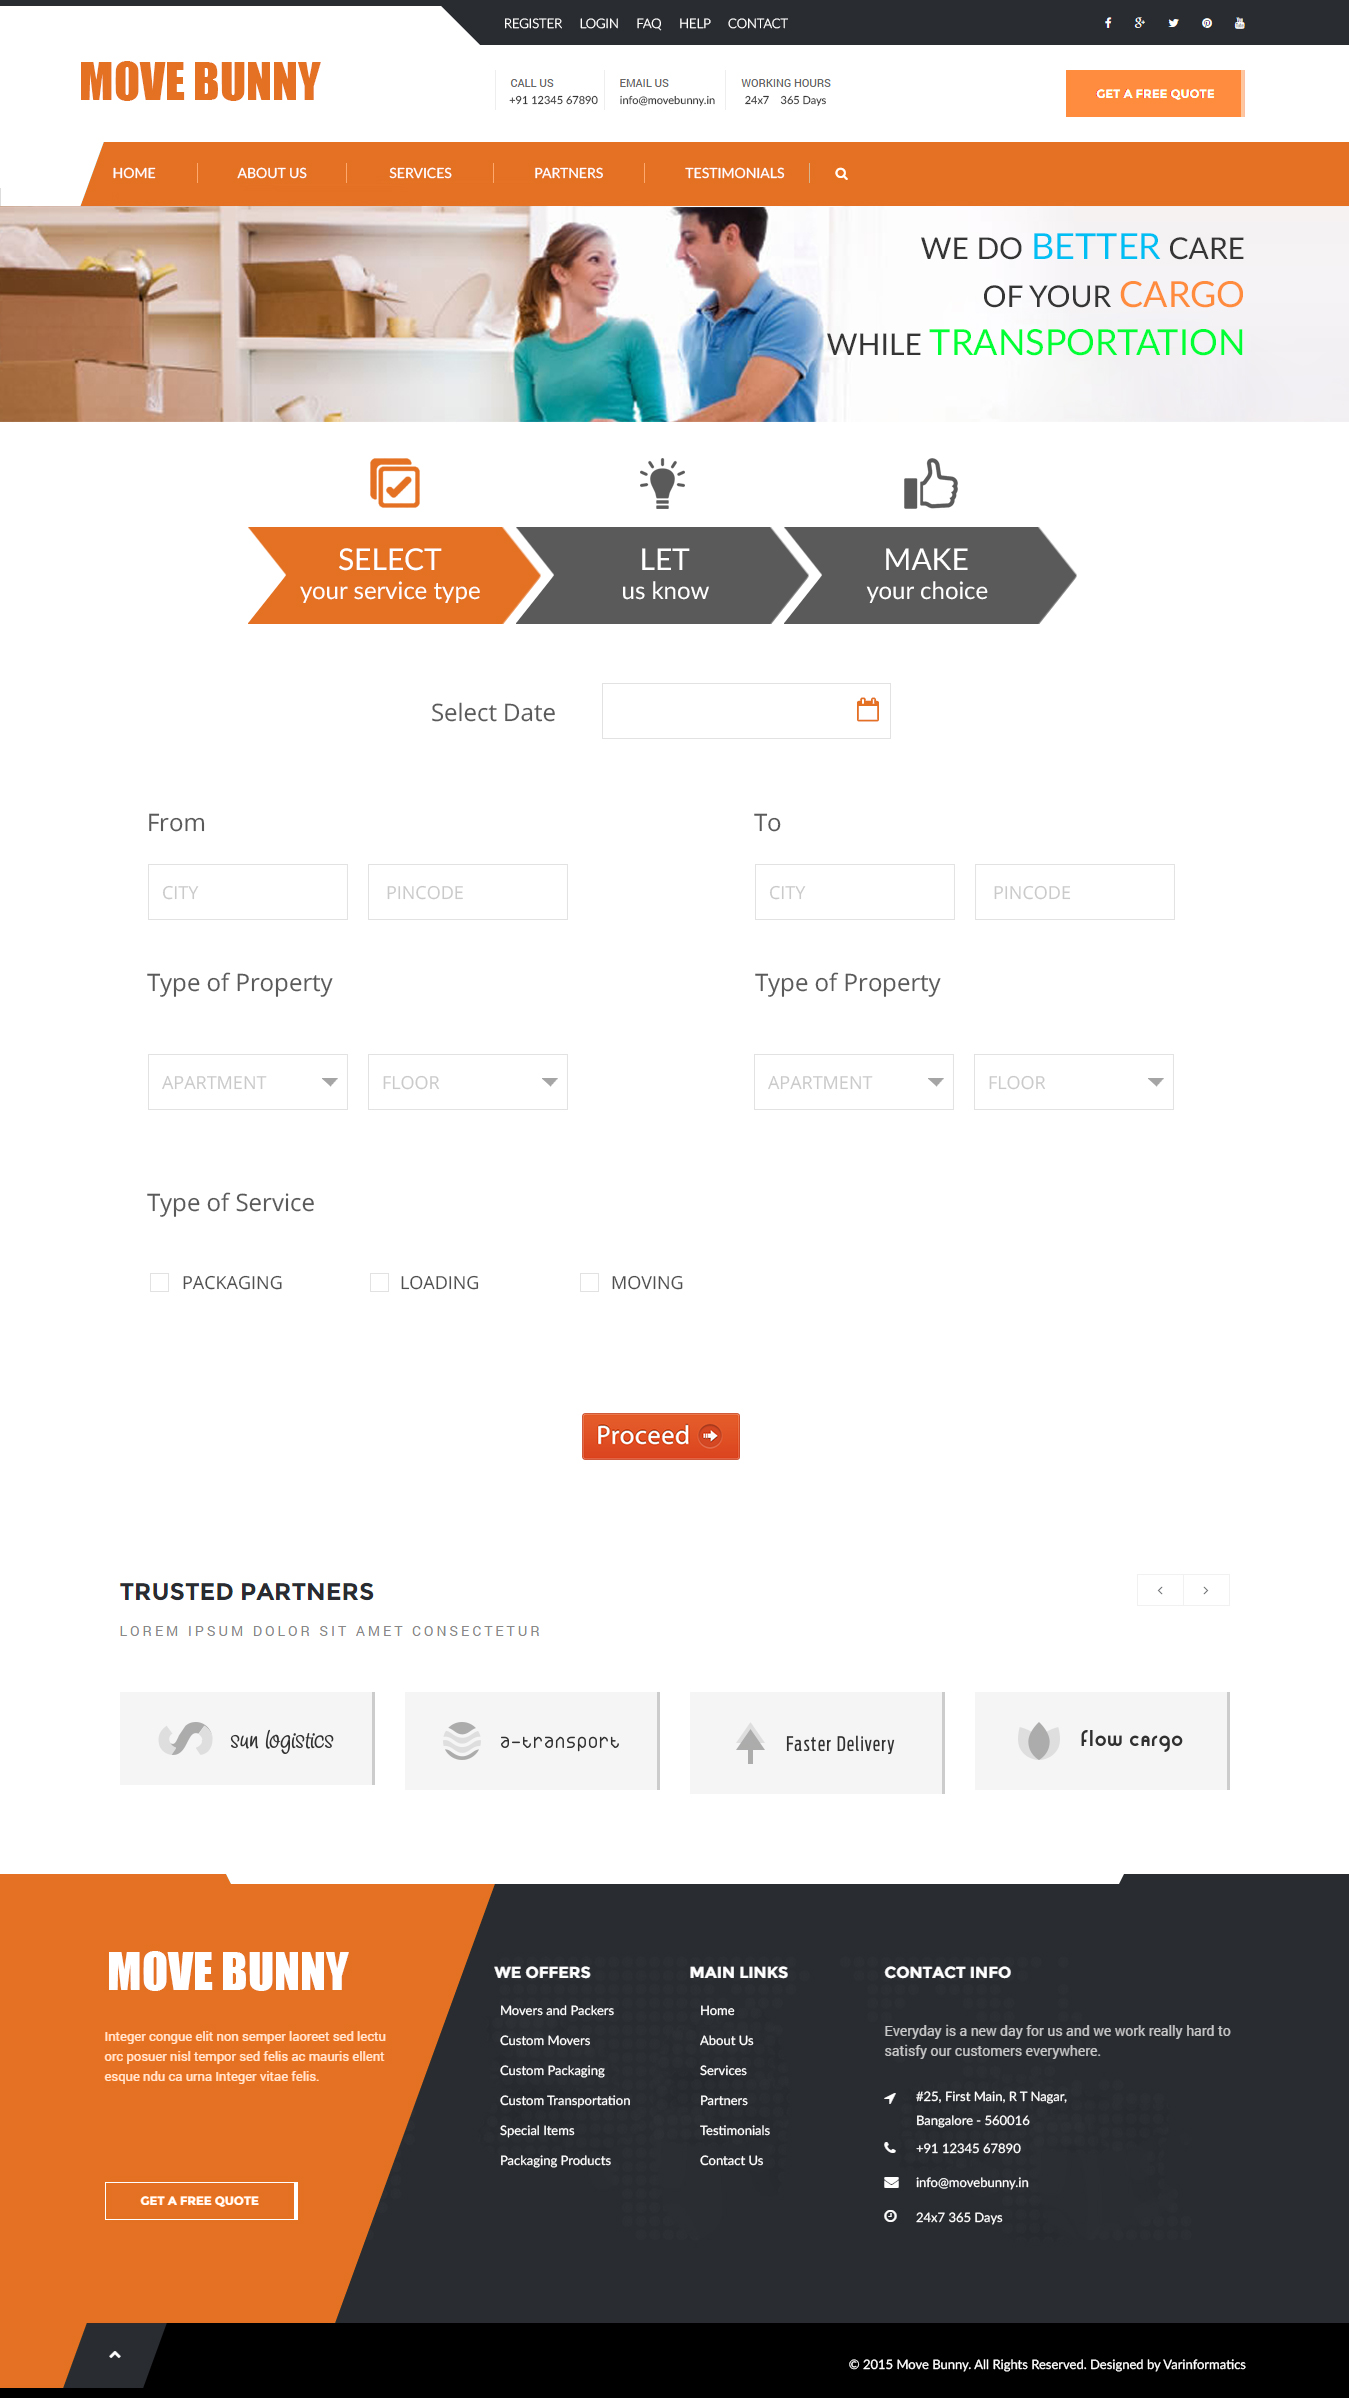 REGISTER LOGIN FAQ HELP CONTACT
MOVE BUNNY
CALL US
+91 12345 67890
EMAIL US
info@movebunny.in
WORKING HOURS
24x7 365 Days
GET A FREE QUOTE
HOME ABOUT US SERVICES PARTNERS TESTIMONIALS
WE DO BETTER CARE
OF YOUR CARGO
WHILE TRANSPORTATION
SELECT
your service type
LET
us know
MAKE
your choice
Select Date
From
CITY PINCODE
To
CITY PINCODE
Type of Property
APARTMENT FLOOR
Type of Property
APARTMENT FLOOR
Type of Service
PACKAGING LOADING MOVING
Proceed
TRUSTED PARTNERS
LOREM IPSUM DOLOR SIT AMET CONSECTETUR
sun logistics
a-transport
Faster Delivery
flow cargo
MOVE BUNNY
Integer congue elit non semper laoreet sed lectu
orc posuer nisl tempor sed felis ac mauris ellent
esque ndu ca urna Integer vitae felis.
GET A FREE QUOTE
WE OFFERS
Movers and Packers
Custom Movers
Custom Packaging
Custom Transportation
Special Items
Packaging Products
MAIN LINKS
Home
About Us
Services
Partners
Testimonials
Contact Us
CONTACT INFO
Everyday is a new day for us and we work really hard to
satisfy our customers everywhere.
#25, First Main, R T Nagar,
Bangalore - 560016
+91 12345 67890
info@movebunny.in
24x7 365 Days
© 2015 Move Bunny. All Rights Reserved. Designed by Varinformatics